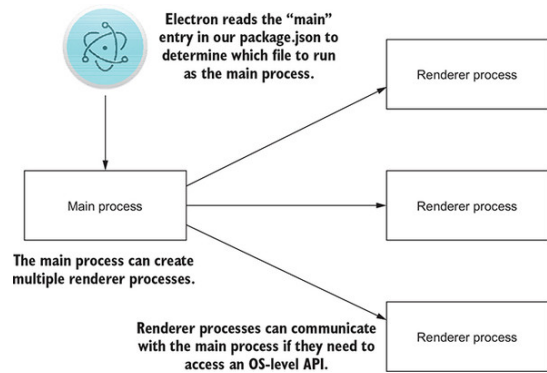 Electron reads the “main”
entry in our package.json to
determine which file to run
as the main process.
Renderer process
Main process
Renderer process
The main process can create
multiple renderer processes.
Renderer processes can communicate
with the main process if they need to
access an OS-level API.
Renderer process